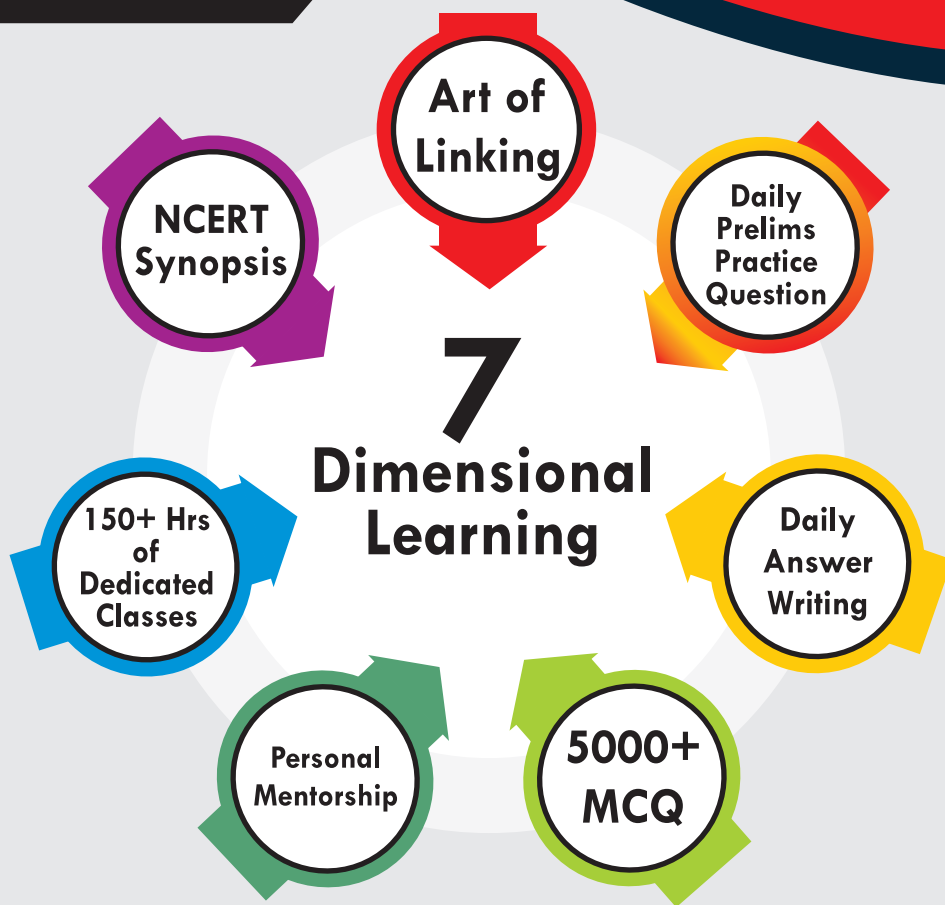 Art of
Linking
Daily
Prelims
Practice
Question
Daily
Answer
Writing
5000+
MCQ
Personal
Mentorship
150+ Hrs
of
Dedicated
Classes
NCERT
Synopsis
7
Dimensional
Learning